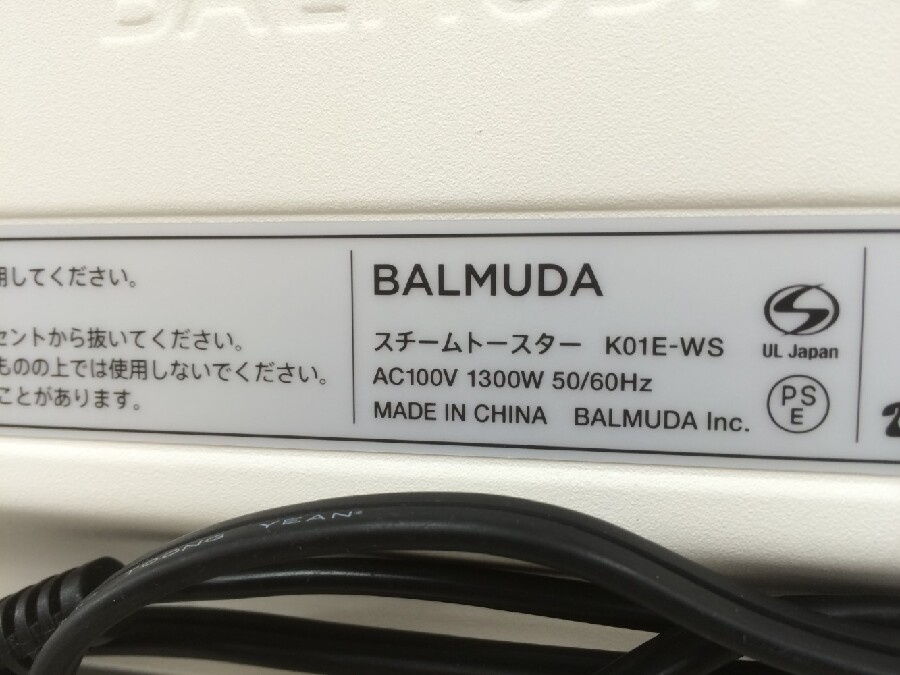 BALMUDA
用してください。
セントから抜いてください。
ものの上では使用しないでください。
ことがあります。
BALMUDA
スチームトースター K01E-WS
AC100V 1300W 50/60Hz
MADE IN CHINA BALMUDA Inc.
UL Japan
PS
E
YEAN